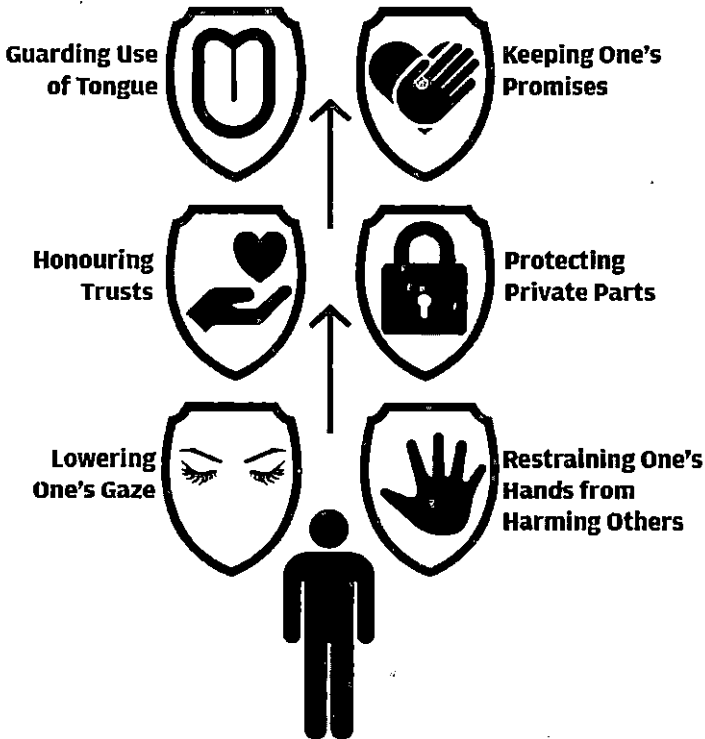 Guarding Use
of Tongue
Keeping One's
Promises
Honouring
Trusts
Protecting
Private Parts
Lowering
One's Gaze
Restraining One's
Hands from
Harming Others